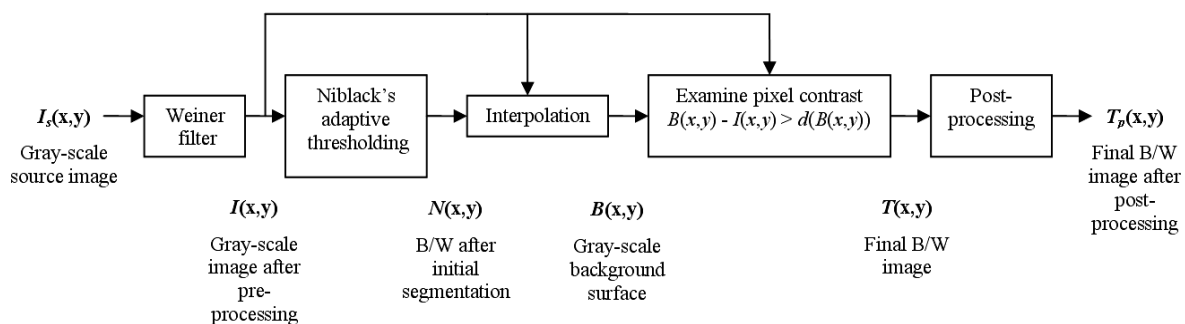 I_s(x,y)
Gray-scale
source image
Weiner
filter
I(x,y)
Gray-scale
image after
pre-
processing
Niblack's
adaptive
thresholding
N(x,y)
B/W after
initial
segmentation
Interpolation
B(x,y)
Gray-scale
background
surface
Examine pixel contrast
B(x,y) - I(x,y) > d(B(x,y))
T(x,y)
Final B/W
image
Post-
processing
T_p(x,y)
Final B/W
image after
post-
processing